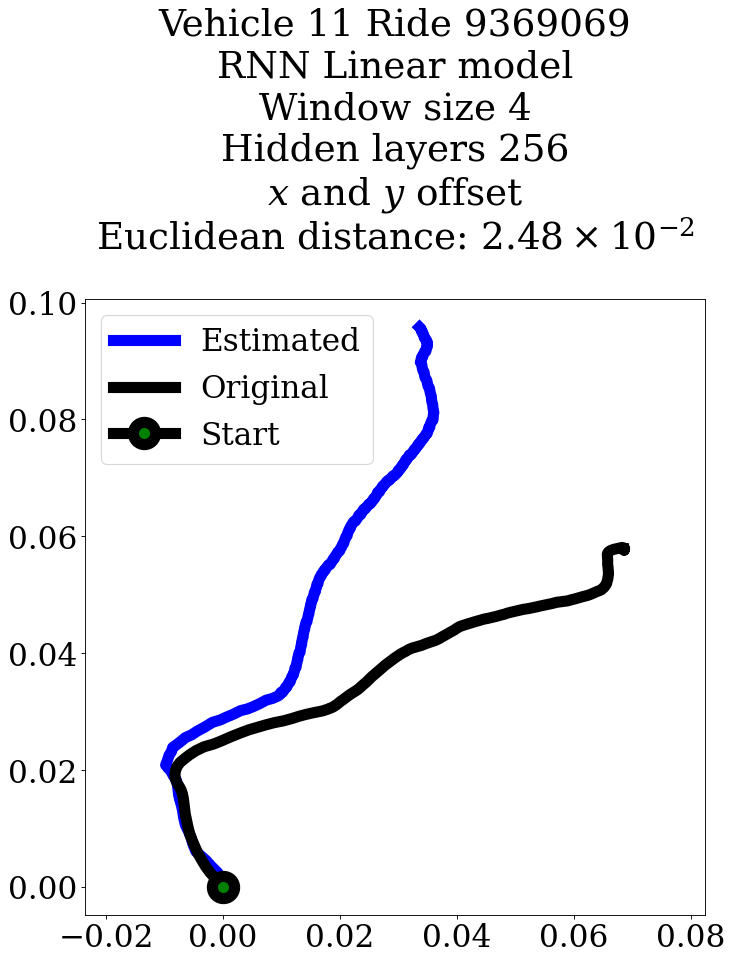 Vehicle 11 Ride 9369069
RNN Linear model
Window size 4
Hidden layers 256
x and y offset
Euclidean distance: 2.48 × 10⁻²
0.10
0.08
0.06
0.04
0.02
0.00
Estimated
Original
Start
−0.02 0.00 0.02 0.04 0.06 0.08